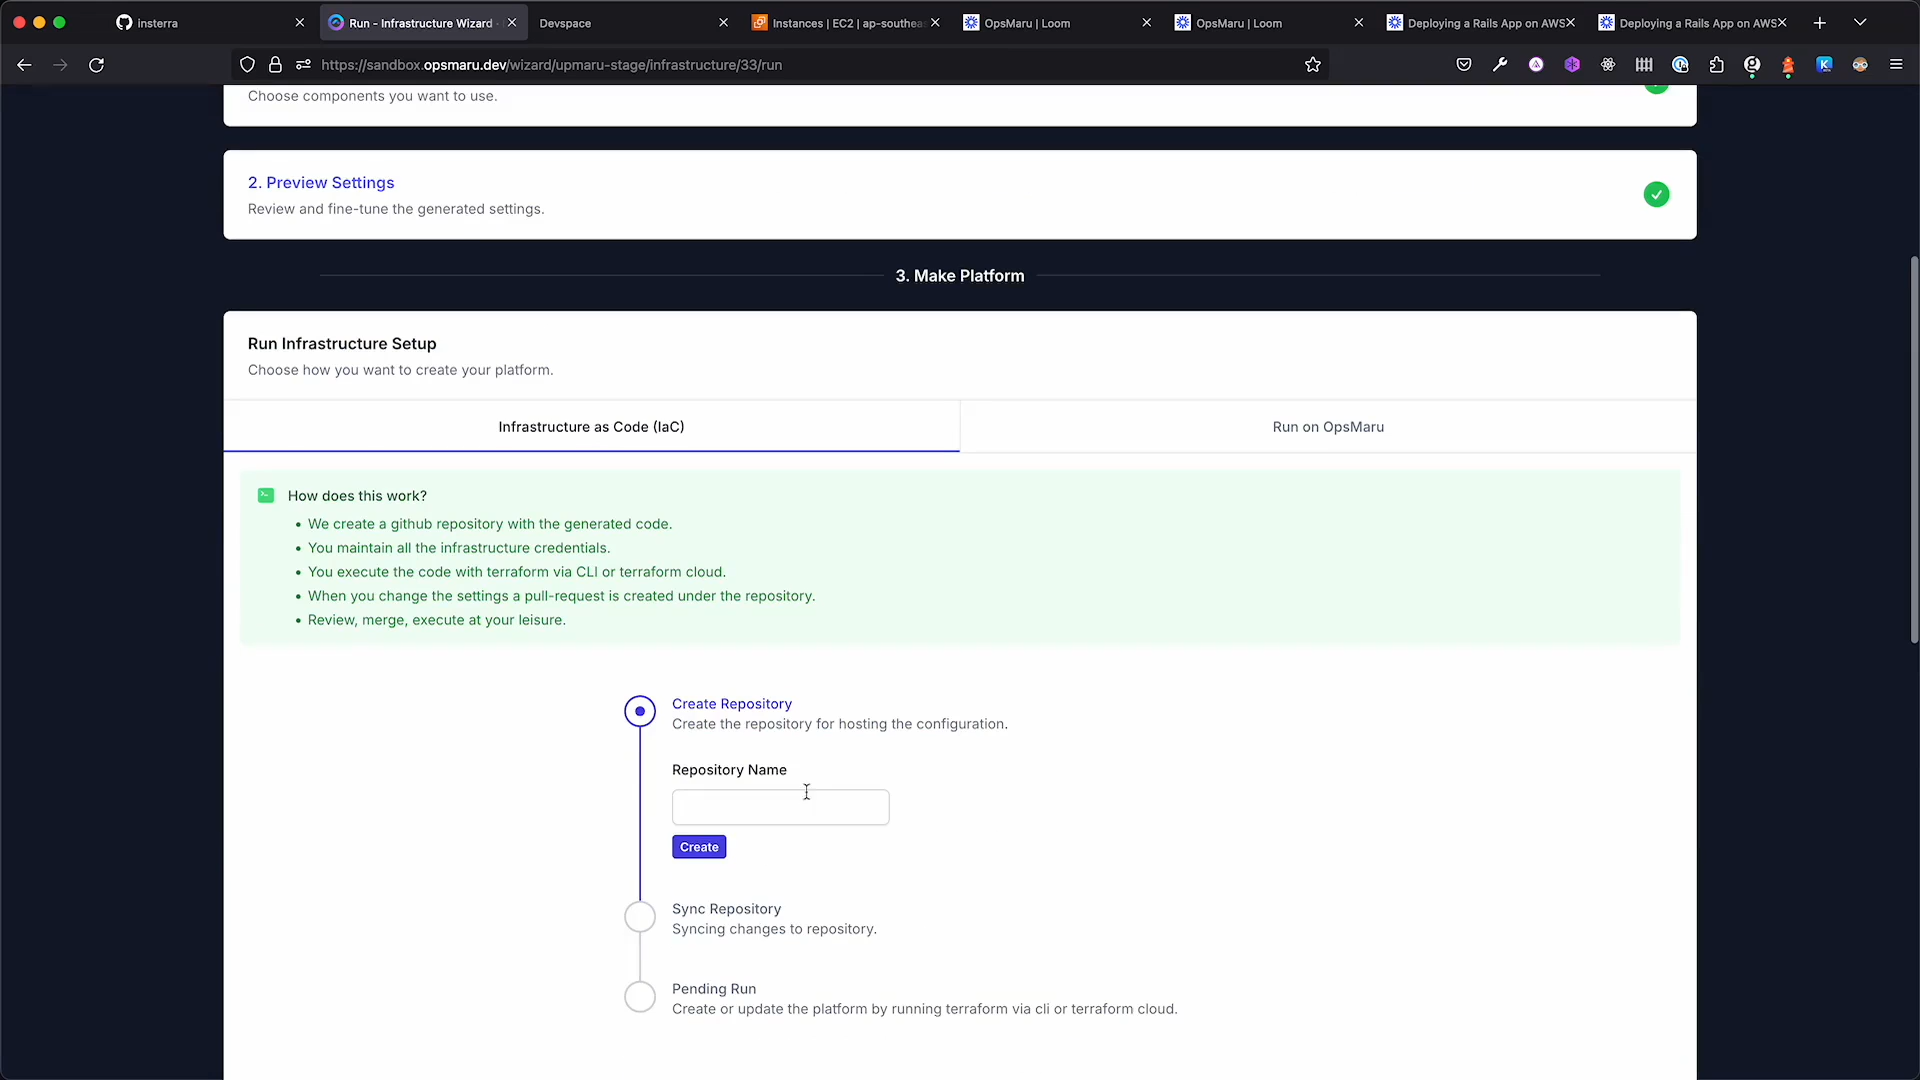 insterra
Run - Infrastructure Wizard
Devspace
Instances | EC2 | ap-southea
OpsMaru | Loom
OpsMaru | Loom
Deploying a Rails App on AWS
Deploying a Rails App on AWS
https://sandbox.opsmaru.dev/wizard/upmaru-stage/infrastructure/33/run
Choose components you want to use.
2. Preview Settings
Review and fine-tune the generated settings.
3. Make Platform
Run Infrastructure Setup
Choose how you want to create your platform.
Infrastructure as Code (IaC)
Run on OpsMaru
How does this work?
• We create a github repository with the generated code.
• You maintain all the infrastructure credentials.
• You execute the code with terraform via CLI or terraform cloud.
• When you change the settings a pull-request is created under the repository.
• Review, merge, execute at your leisure.
Create Repository
Create the repository for hosting the configuration.
Repository Name
Create
Sync Repository
Syncing changes to repository.
Pending Run
Create or update the platform by running terraform via cli or terraform cloud.